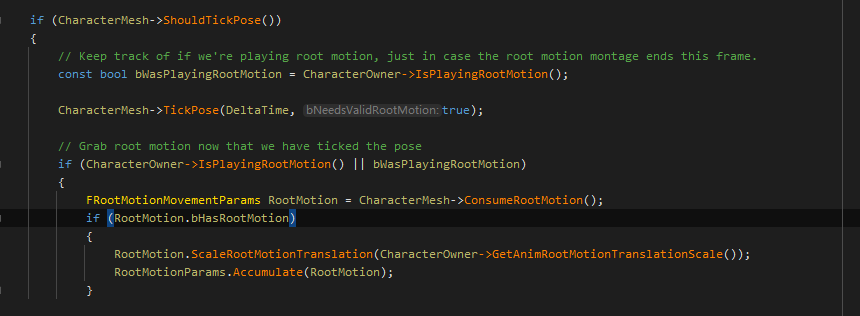 if (CharacterMesh->ShouldTickPose())
{
// Keep track of if we're playing root motion, just in case the root motion montage ends this frame.
const bool bWasPlayingRootMotion = CharacterOwner->IsPlayingRootMotion();
CharacterMesh->TickPose(DeltaTime, bNeedsValidRootMotion: true);
// Grab root motion now that we have ticked the pose
if (CharacterOwner->IsPlayingRootMotion() || bWasPlayingRootMotion)
{
FRootMotionMovementParams RootMotion = CharacterMesh->ConsumeRootMotion();
if (RootMotion.bHasRootMotion)
{
RootMotion.ScaleRootMotionTranslation(CharacterOwner->GetAnimRootMotionTranslationScale());
RootMotionParams.Accumulate(RootMotion);
}